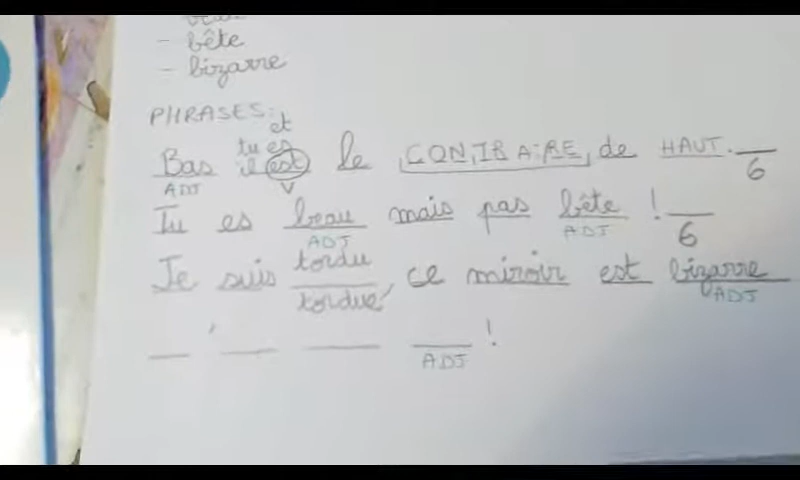 - bête
- bizarre
PHRASES:
et
tu es
Bas il est le CONTRAIRE de HAUT.
ADJ V 6
Tu es beau mais pas bête !
ADJ ADJ 6
Je suis tordu, ce miroir est bizarre
tordue ADJ
, !
ADJ